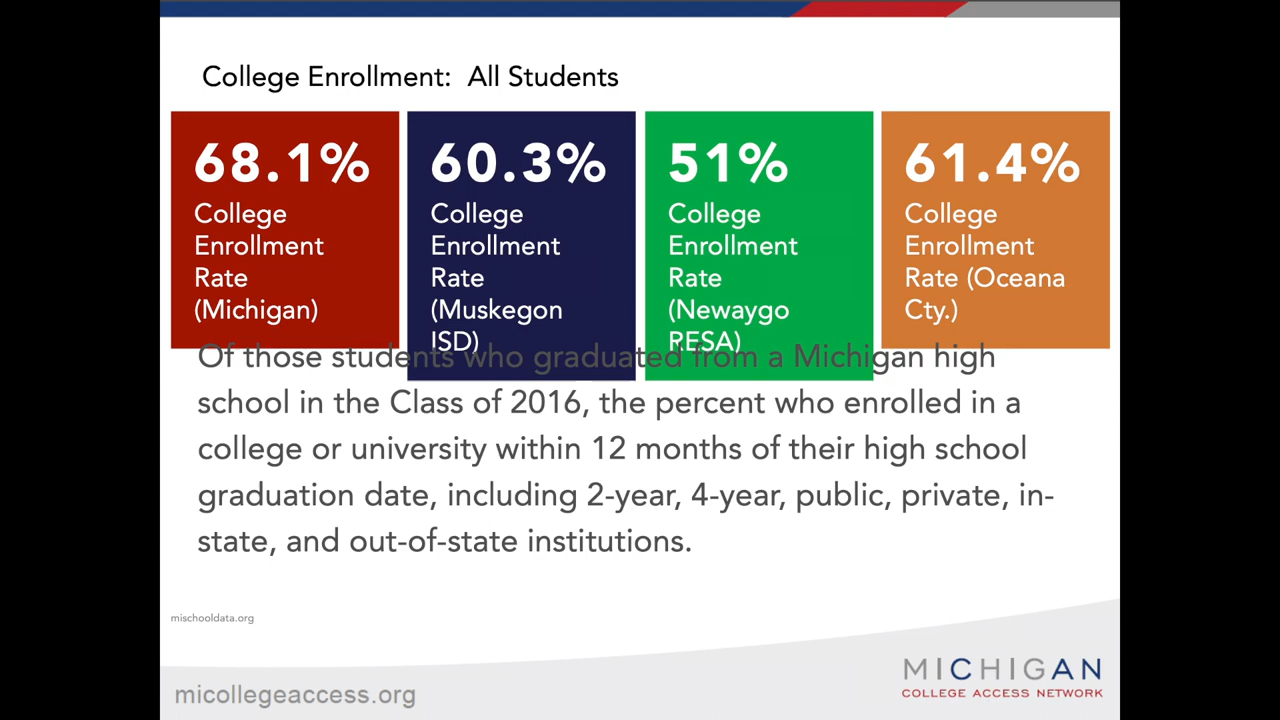 College Enrollment:  All Students
68.1%
College
Enrollment
Rate
(Michigan)
60.3%
College
Enrollment
Rate
(Muskegon
ISD)
51%
College
Enrollment
Rate
(Newaygo
RESA)
61.4%
College
Enrollment
Rate (Oceana
Cty.)
Of those students who graduated from a Michigan high
school in the Class of 2016, the percent who enrolled in a
college or university within 12 months of their high school
graduation date, including 2-year, 4-year, public, private, in-
state, and out-of-state institutions.
mischooldata.org
micollegeaccess.org
MICHIGAN
COLLEGE ACCESS NETWORK